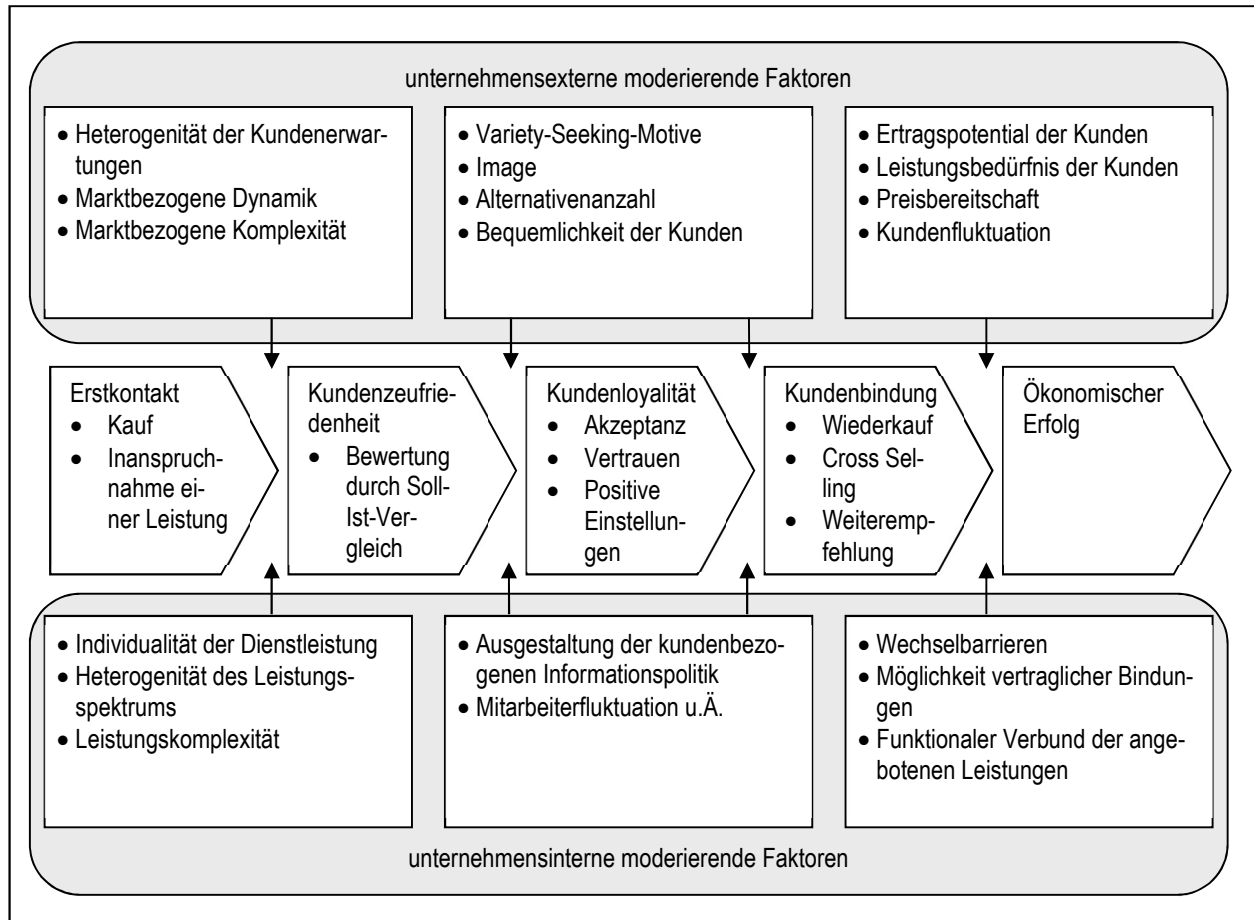 unternehmensexterne moderierende Faktoren
• Heterogenität der Kundenerwar-
tungen
• Marktbezogene Dynamik
• Marktbezogene Komplexität
• Variety-Seeking-Motive
• Image
• Alternativenanzahl
• Bequemlichkeit der Kunden
• Ertragspotential der Kunden
• Leistungsbedürfnis der Kunden
• Preisbereitschaft
• Kundenfluktuation
Erstkontakt
• Kauf
• Inanspruch-
nahme ei-
ner Leistung
Kundenzeufrie-
denheit
• Bewertung
durch Soll-
Ist-Ver-
gleich
Kundenloyalität
• Akzeptanz
• Vertrauen
• Positive
Einstellun-
gen
Kundenbindung
• Wiederkauf
• Cross Sel-
ling
• Weiteremp-
fehlung
Ökonomischer
Erfolg
• Individualität der Dienstleistung
• Heterogenität des Leistungs-
spektrums
• Leistungskomplexität
• Ausgestaltung der kundenbezo-
genen Informationspolitik
• Mitarbeiterfluktuation u.Ä.
• Wechselbarrieren
• Möglichkeit vertraglicher Bindun-
gen
• Funktionaler Verbund der ange-
botenen Leistungen
unternehmensinterne moderierende Faktoren